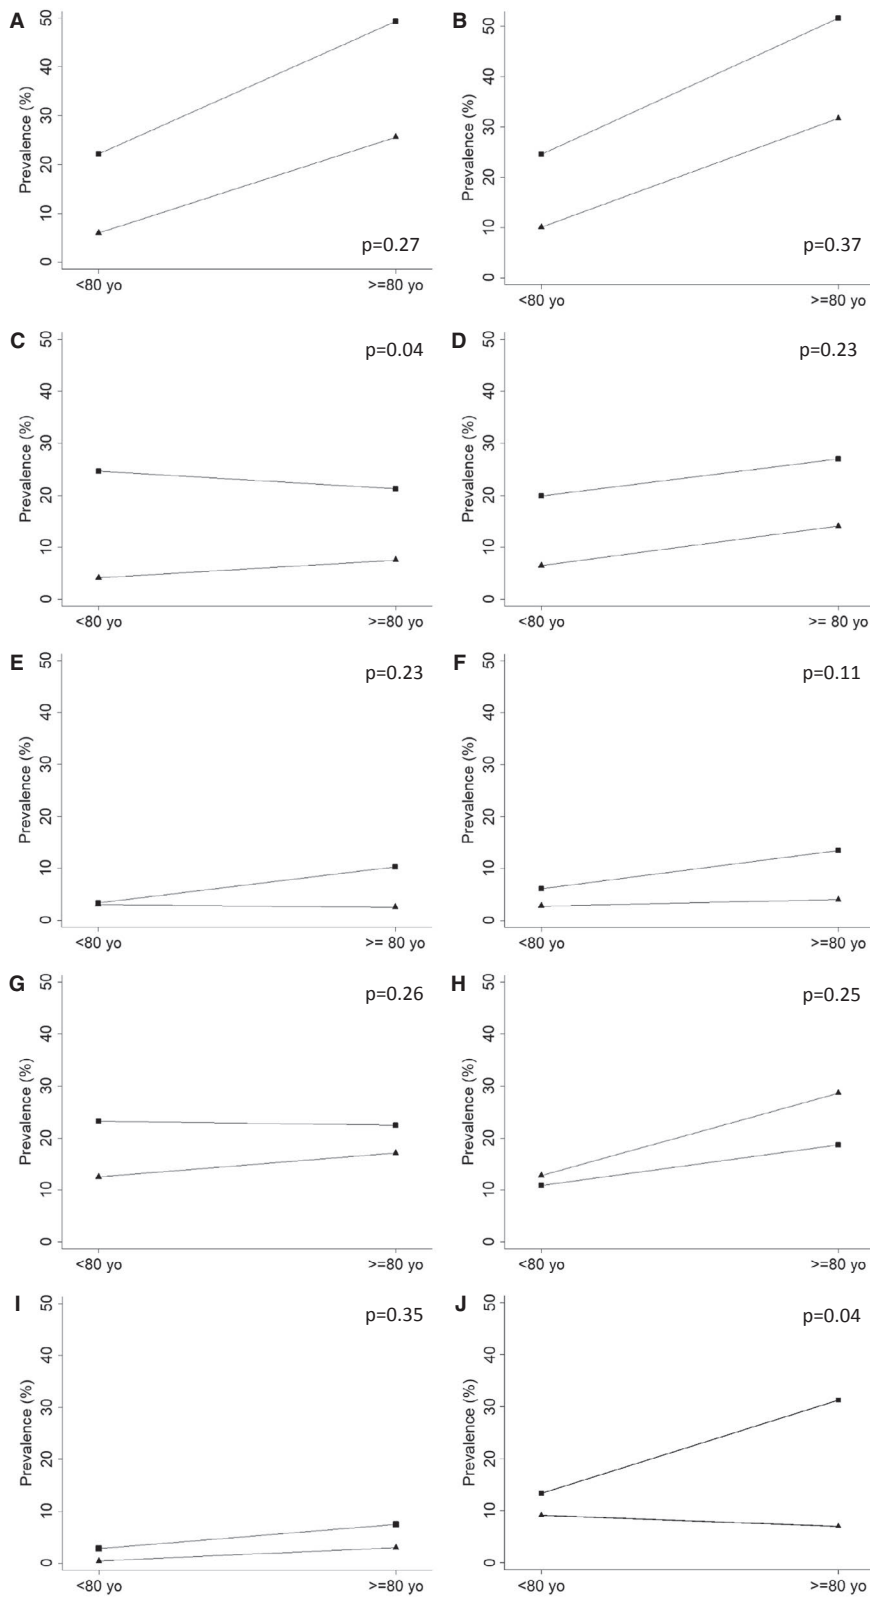 A
Prevalence (%)
50
40
30
20
10
0
p=0.27
<80 yo
>=80 yo
B
Prevalence (%)
50
40
30
20
10
0
p=0.37
<80 yo
>=80 yo
C
Prevalence (%)
50
40
30
20
10
0
p=0.04
<80 yo
>=80 yo
D
Prevalence (%)
50
40
30
20
10
0
p=0.23
<80 yo
>= 80 yo
E
Prevalence (%)
50
40
30
20
10
0
p=0.23
<80 yo
>= 80 yo
F
Prevalence (%)
50
40
30
20
10
0
p=0.11
<80 yo
>=80 yo
G
Prevalence (%)
50
40
30
20
10
0
p=0.26
<80 yo
>=80 yo
H
Prevalence (%)
50
40
30
20
10
0
p=0.25
<80 yo
>=80 yo
I
Prevalence (%)
50
40
30
20
10
0
p=0.35
<80 yo
>=80 yo
J
Prevalence (%)
50
40
30
20
10
0
p=0.04
<80 yo
>=80 yo